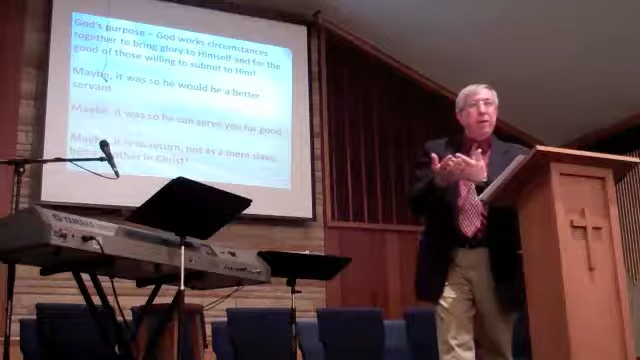 God's purpose – God works circumstances
together to bring glory to Himself and for the
good of those willing to submit to Him!
Maybe, it was so he would be a better
servant
Maybe, it was so he can serve you for good
Maybe, it is to return, not as a mere slave,
but a brother in Christ!
YAMAHA